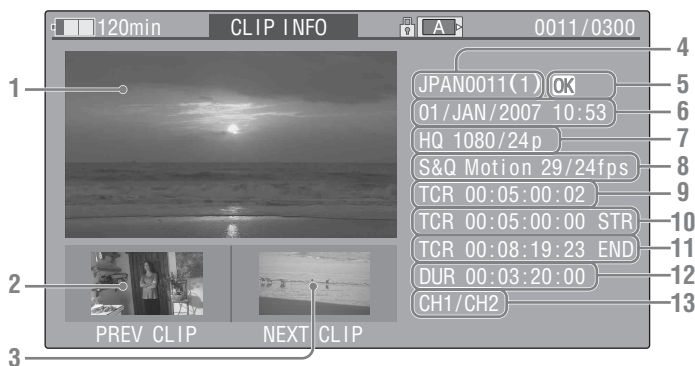 120min CLIP INFO A 0011/0300
1
2
3
PREV CLIP NEXT CLIP
JPAN0011(1) OK
01/JAN/2007 10:53
HQ 1080/24p
S&Q Motion 29/24fps
TCR 00:05:00:02
TCR 00:05:00:00 STR
TCR 00:08:19:23 END
DUR 00:03:20:00
CH1/CH2
4
5
6
7
8
9
10
11
12
13